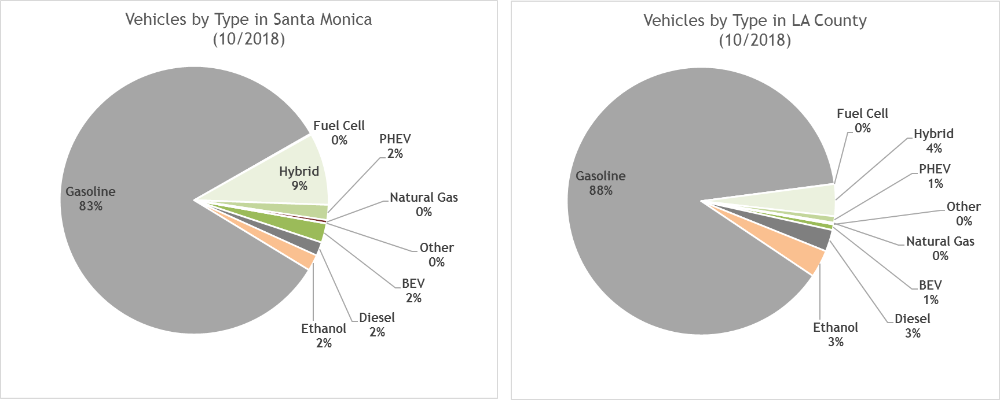 Vehicles by Type in Santa Monica
(10/2018)
Fuel Cell
0%
PHEV
2%
Hybrid
9%
Gasoline
83%
Natural Gas
0%
Other
0%
BEV
2%
Diesel
2%
Ethanol
2%
Vehicles by Type in LA County
(10/2018)
Fuel Cell
0%
Hybrid
4%
PHEV
1%
Gasoline
88%
Other
0%
Natural Gas
0%
BEV
1%
Diesel
3%
Ethanol
3%